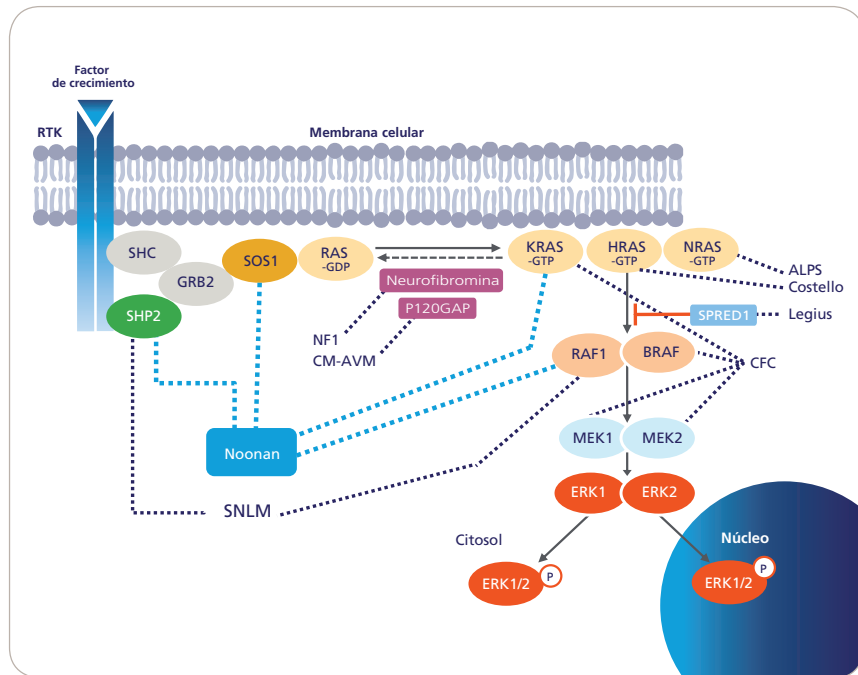 Factor
de crecimiento
RTK
Membrana celular
SHC
GRB2
SOS1
RAS
-GDP
KRAS
-GTP
HRAS
-GTP
NRAS
-GTP
SHP2
Neurofibromina
P120GAP
ALPS
Costello
SPRED1
Legius
NF1
CM-AVM
RAF1
BRAF
CFC
Noonan
MEK1
MEK2
SNLM
ERK1
ERK2
Citosol
Núcleo
ERK1/2
P
ERK1/2
P